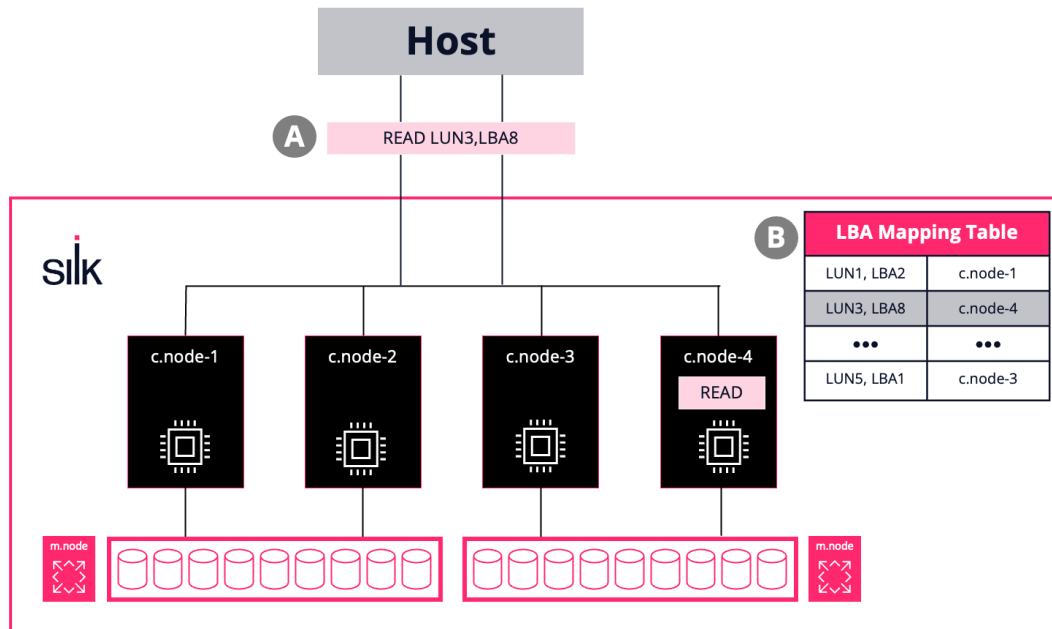 Host
A
READ LUN3,LBA8
B
LBA Mapping Table
LUN1, LBA2 c.node-1
LUN3, LBA8 c.node-4
••• •••
LUN5, LBA1 c.node-3
silk
c.node-1 c.node-2 c.node-3 c.node-4
READ
m.node m.node